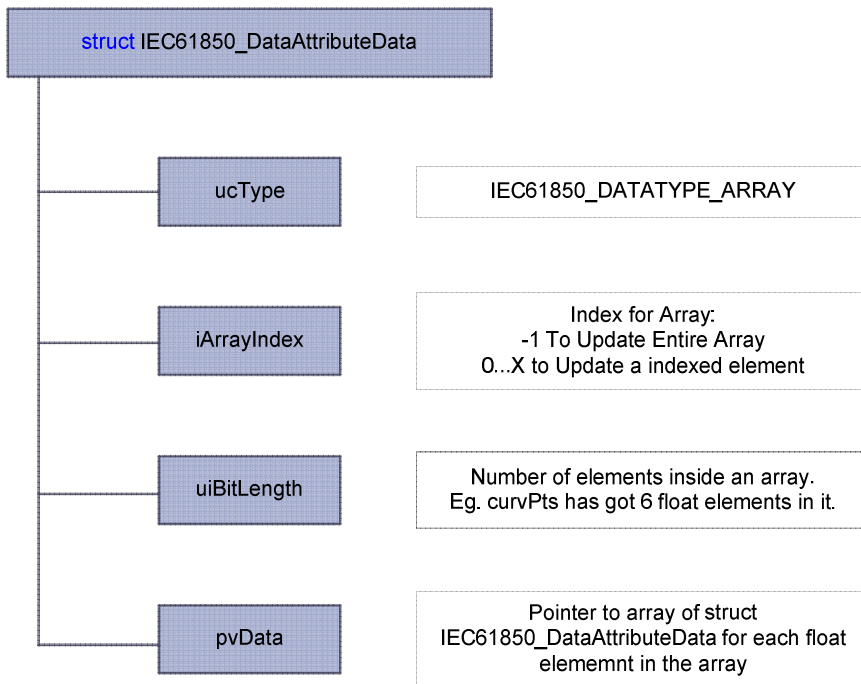 struct IEC61850_DataAttributeData
ucType
IEC61850_DATATYPE_ARRAY
iArrayIndex
Index for Array:
-1 To Update Entire Array
0...X to Update a indexed element
uiBitLength
Number of elements inside an array.
Eg. curvPts has got 6 float elements in it.
pvData
Pointer to array of struct
IEC61850_DataAttributeData for each float
elememnt in the array